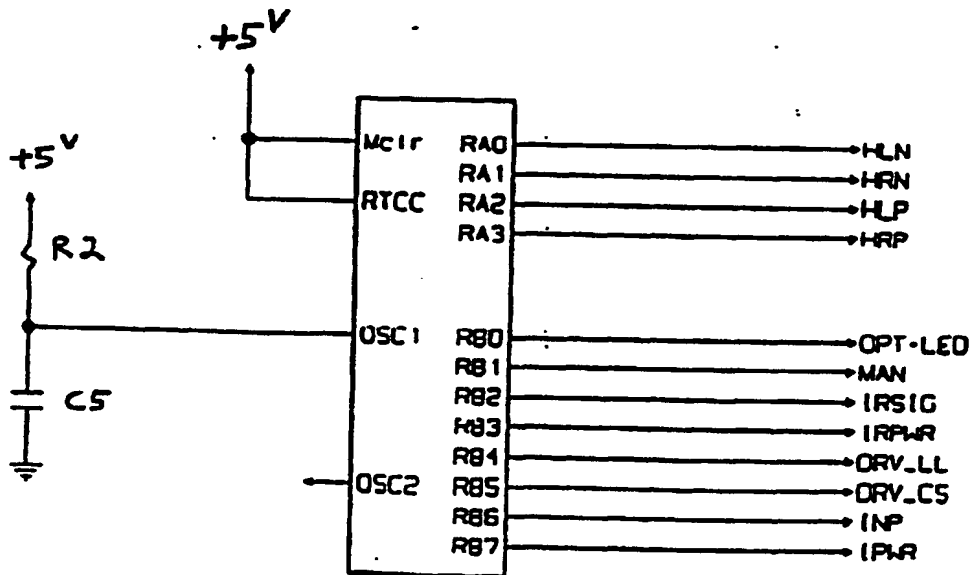 +5V
+5V
R2
C5
Mclr
RTCC
OSC1
OSC2
RA0
RA1
RA2
RA3
RB0
RB1
RB2
RB3
RB4
RB5
RB6
RB7
HLN
HRN
HLP
HRP
OPT-LED
MAN
IRSIG
IRPWR
DRV_LL
DRV_CS
INP
IPWR